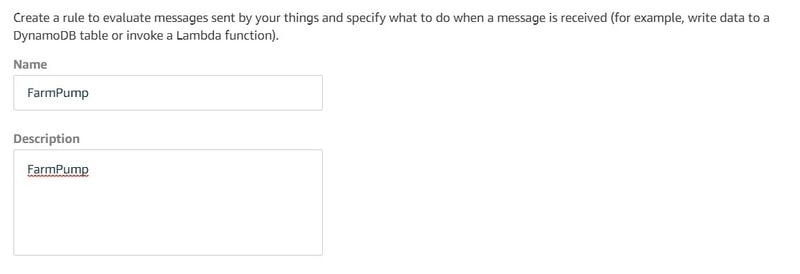 Create a rule to evaluate messages sent by your things and specify what to do when a message is received (for example, write data to a
DynamoDB table or invoke a Lambda function).
Name
FarmPump
Description
FarmPump